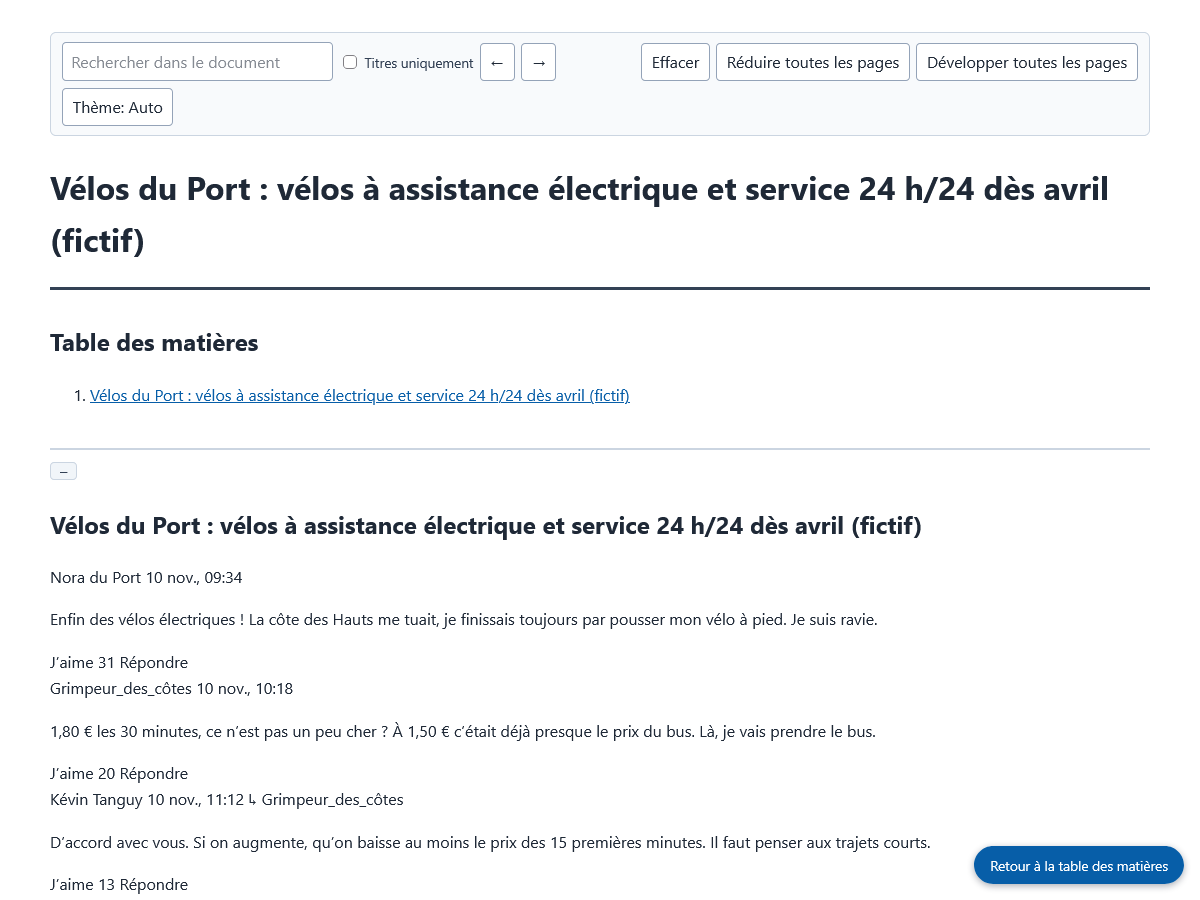 Rechercher dans le document
Titres uniquement
←
→
Effacer
Réduire toutes les pages
Développer toutes les pages
Thème: Auto
Vélos du Port : vélos à assistance électrique et service 24 h/24 dès avril
(fictif)
Table des matières
1. Vélos du Port : vélos à assistance électrique et service 24 h/24 dès avril (fictif)
–
Vélos du Port : vélos à assistance électrique et service 24 h/24 dès avril (fictif)
Nora du Port 10 nov., 09:34
Enfin des vélos électriques ! La côte des Hauts me tuait, je finissais toujours par pousser mon vélo à pied. Je suis ravie.
J’aime 31 Répondre
Grimpeur_des_côtes 10 nov., 10:18
1,80 € les 30 minutes, ce n’est pas un peu cher ? À 1,50 € c’était déjà presque le prix du bus. Là, je vais prendre le bus.
J’aime 20 Répondre
Kévin Tanguy 10 nov., 11:12 ↳ Grimpeur_des_côtes
D’accord avec vous. Si on augmente, qu’on baisse au moins le prix des 15 premières minutes. Il faut penser aux trajets courts.
J’aime 13 Répondre
Retour à la table des matières